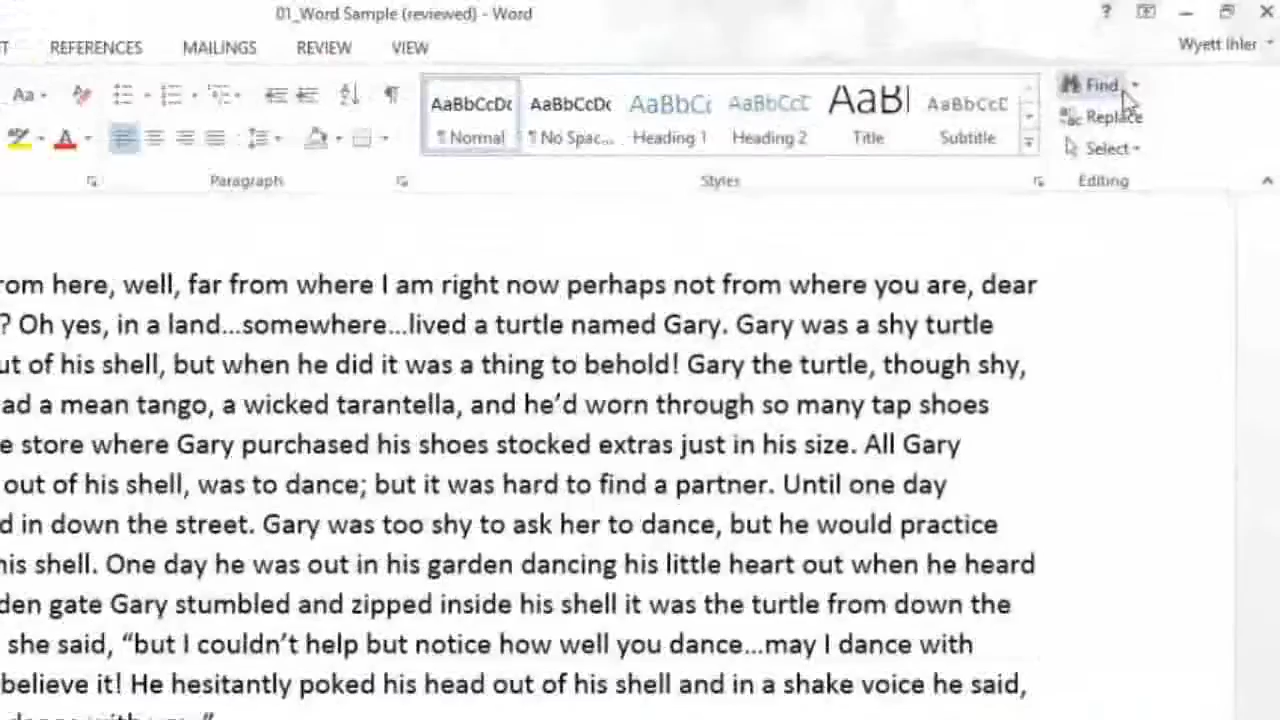 01_Word Sample (reviewed) - Word
?
REFERENCES MAILINGS REVIEW VIEW
Wyett Ihler
Aa
A
AaBbCcDc AaBbCcDc AaBbCc AaBbCcD AaB AaBbCcD
¶ Normal ¶ No Spac... Heading 1 Heading 2 Title Subtitle
Find
Replace
Select
Paragraph Styles Editing
rom here, well, far from where I am right now perhaps not from where you are, dear
? Oh yes, in a land...somewhere...lived a turtle named Gary. Gary was a shy turtle
ut of his shell, but when he did it was a thing to behold! Gary the turtle, though shy,
ad a mean tango, a wicked tarantella, and he’d worn through so many tap shoes
e store where Gary purchased his shoes stocked extras just in his size. All Gary
out of his shell, was to dance; but it was hard to find a partner. Until one day
d in down the street. Gary was too shy to ask her to dance, but he would practice
his shell. One day he was out in his garden dancing his little heart out when he heard
den gate Gary stumbled and zipped inside his shell it was the turtle from down the
she said, “but I couldn’t help but notice how well you dance...may I dance with
believe it! He hesitantly poked his head out of his shell and in a shake voice he said,